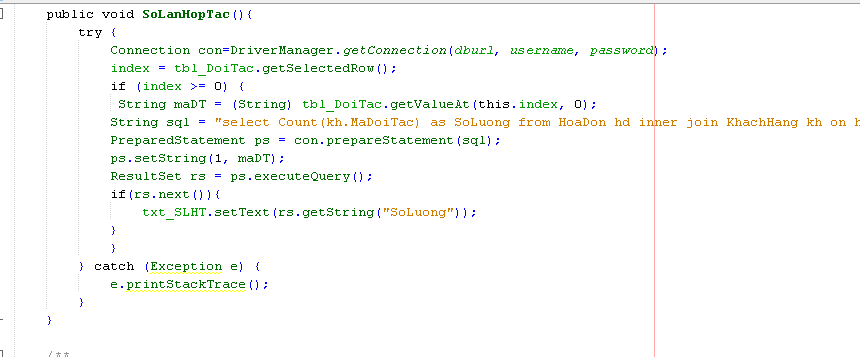 public void SoLanHopTac(){
try {
Connection con=DriverManager.getConnection(dburl, username, password);
index = tbl_DoiTac.getSelectedRow();
if (index >= 0) {
String maDT = (String) tbl_DoiTac.getValueAt(this.index, 0);
String sql = "select Count(kh.MaDoiTac) as SoLuong from HoaDon hd inner join KhachHang kh on h
PreparedStatement ps = con.prepareStatement(sql);
ps.setString(1, maDT);
ResultSet rs = ps.executeQuery();
if(rs.next()){
txt_SLHT.setText(rs.getString("SoLuong"));
}
}
} catch (Exception e) {
e.printStackTrace();
}
}
/**